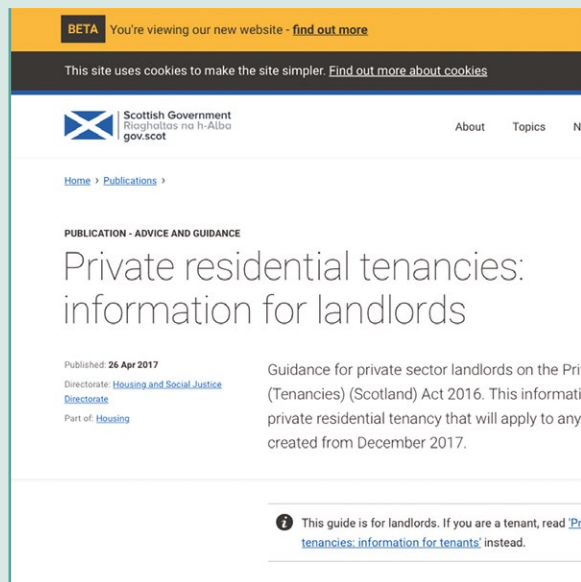 BETA You're viewing our new website - find out more
This site uses cookies to make the site simpler. Find out more about cookies
Scottish Government
Riaghaltas na h-Alba
gov.scot
About Topics
Home > Publications >
PUBLICATION - ADVICE AND GUIDANCE
Private residential tenancies:
information for landlords
Published: 26 Apr 2017
Directorate: Housing and Social Justice
Directorate
Part of: Housing
Guidance for private sector landlords on the
(Tenancies) (Scotland) Act 2016. This
private residential tenancy that will apply to any
created from December 2017.
This guide is for landlords. If you are a tenant, read
tenancies: information for tenants' instead.